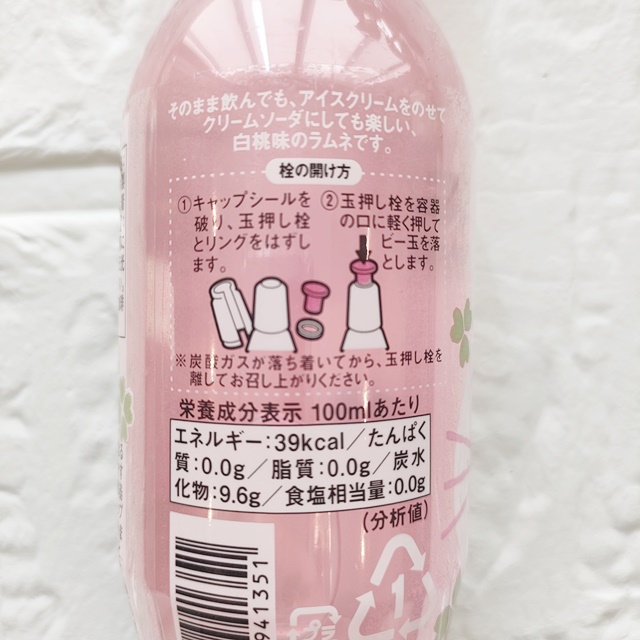 そのまま飲んでも、アイスクリームをのせて
クリームソーダにしても楽しい、
白桃味のラムネです。
栓の開け方
①キャップシールを
破り、玉押し栓
とリングをはずし
ます。
②玉押し栓を容器
の口に軽く押して
ビー玉を落
とします。
※炭酸ガスが落ち着いてから、玉押し栓を
離してお召し上がりください。
栄養成分表示 100mlあたり
エネルギー:39kcal/たんぱく
質:0.0g/脂質:0.0g/炭水
化物:9.6g/食塩相当量:0.0g
(分析値)
941351
プラ
1